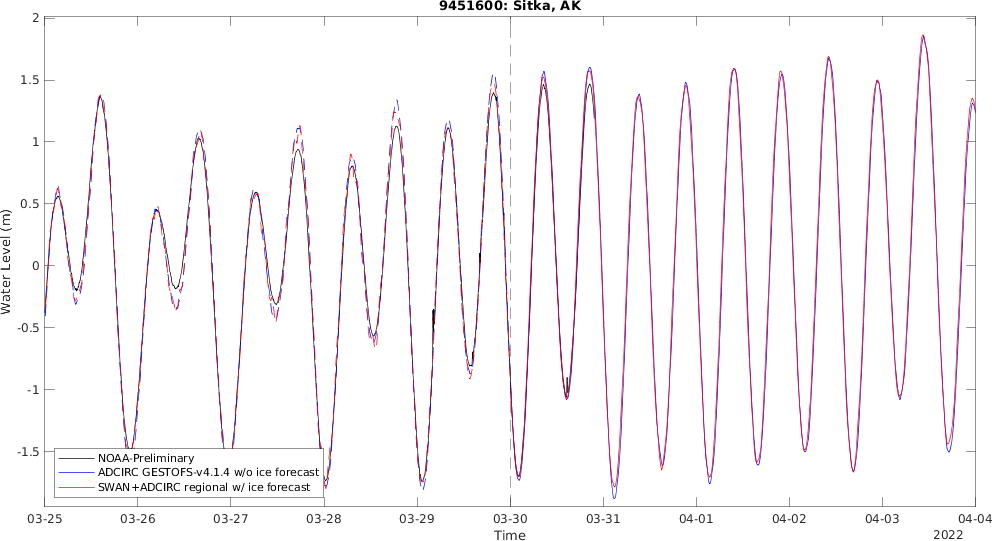 9451600: Sitka, AK
2
1.5
1
0.5
0
-0.5
-1
-1.5
Water Level (m)
NOAA-Preliminary
ADCIRC GESTOFS-v4.1.4 w/o ice forecast
SWAN+ADCIRC regional w/ ice forecast
03-25 03-26 03-27 03-28 03-29 03-30 03-31 04-01 04-02 04-03 04-04
Time
2022